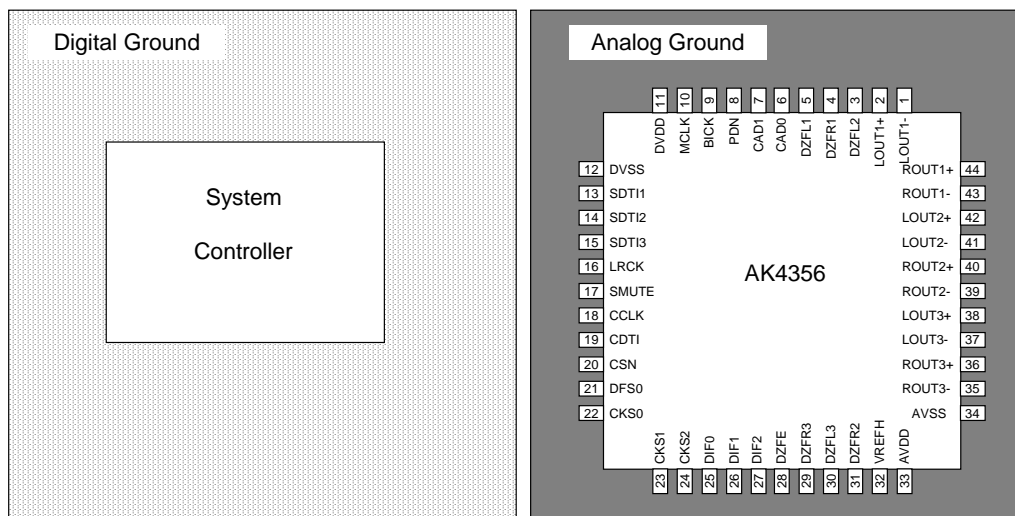 Digital Ground
System
Controller
Analog Ground
11 10 9 8 7 6 5 4 3 2 1
DVDD MCLK BICK PDN CAD1 CAD0 DZFL1 DZFR1 DZFL2 LOUT1+ LOUT1-
12 DVSS
13 SDTI1
14 SDTI2
15 SDTI3
16 LRCK
17 SMUTE
18 CCLK
19 CDTI
20 CSN
21 DFS0
22 CKS0
AK4356
ROUT1+ 44
ROUT1- 43
LOUT2+ 42
LOUT2- 41
ROUT2+ 40
ROUT2- 39
LOUT3+ 38
LOUT3- 37
ROUT3+ 36
ROUT3- 35
AVSS 34
CKS1 CKS2 DIF0 DIF1 DIF2 DZFE DZFR3 DZFL3 DZFR2 VREFH AVDD
23 24 25 26 27 28 29 30 31 32 33